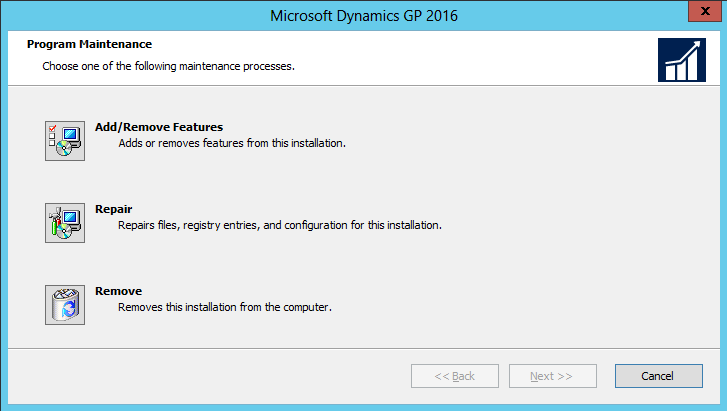 Microsoft Dynamics GP 2016
x
Program Maintenance
Choose one of the following maintenance processes.
Add/Remove Features
Adds or removes features from this installation.
Repair
Repairs files, registry entries, and configuration for this installation.
Remove
Removes this installation from the computer.
<< Back
Next >>
Cancel